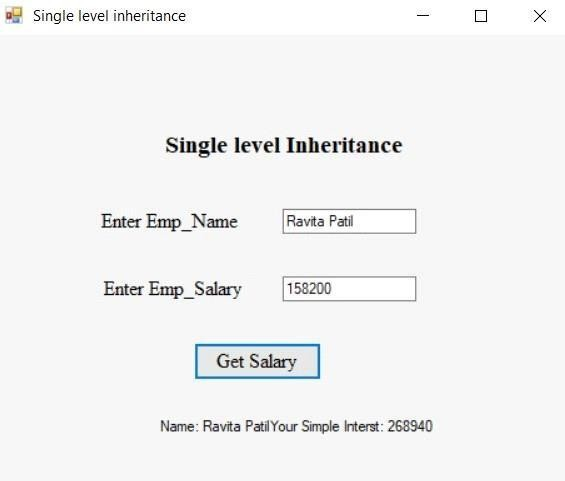 Single level inheritance
Single level Inheritance
Enter Emp_Name Ravita Patil
Enter Emp_Salary 158200
Get Salary
Name: Ravita PatilYour Simple Interst: 268940